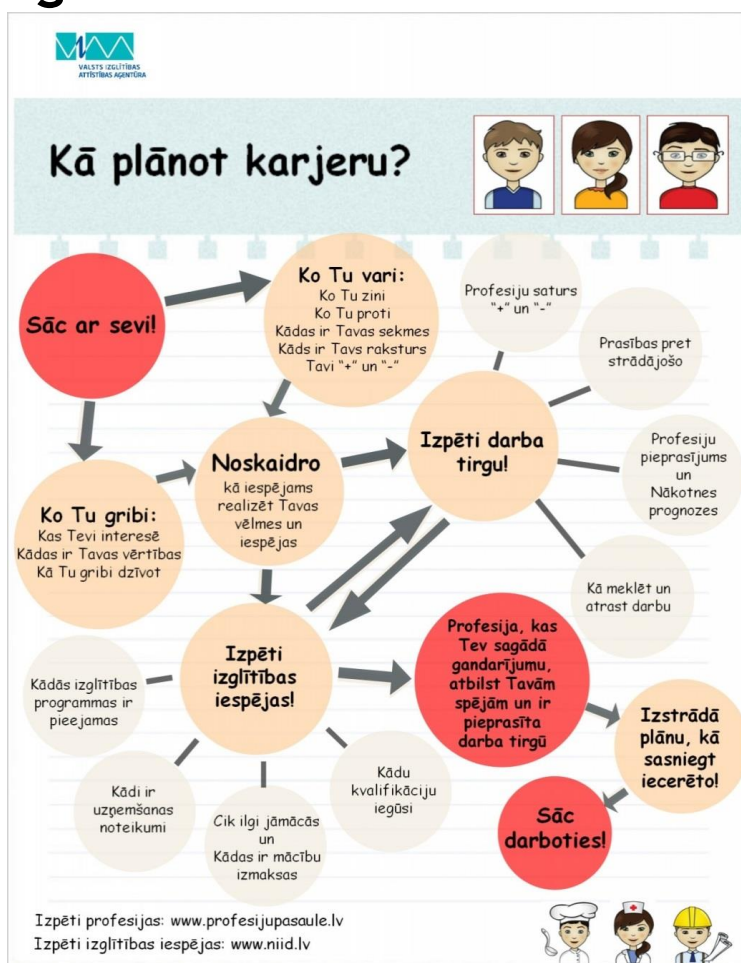 VALSTS IZGLĪTĪBAS
ATTĪSTĪBAS AĢENTŪRA
Kā plānot karjeru?
Sāc ar sevi!
Ko Tu vari:
Ko Tu zini
Ko Tu proti
Kādas ir Tavas sekmes
Kāds ir Tavs raksturs
Tavi "+" un "-"
Profesiju saturs
"+" un "-"
Prasības pret
strādājošo
Izpēti darba
tirgu!
Profesiju
pieprasījums
un
Nākotnes
prognozes
Noskaidro
kā iespējams
realizēt Tavas
vēlmes un
iespējas
Ko Tu gribi:
Kas Tevi interesē
Kādas ir Tavas vērtības
Kā Tu gribi dzīvot
Kā meklēt un
atrast darbu
Izpēti
izglītības
iespējas!
Profesija, kas
Tev sagādā
gandarījumu,
atbilst Tavām
spējām un ir
pieprasīta
darba tirgū
Kādās izglītības
programmas ir
pieejamas
Izstrādā
plānu, kā
sasniegt
iecerēto!
Kādi ir
uzņemšanas
noteikumi
Cik ilgi jāmācās
un
Kādas ir mācību
izmaksas
Kādu
kvalifikāciju
iegūsi
Sāc
darboties!
Izpēti profesijas: www.profesijupasaule.lv
Izpēti izglītības iespējas: www.niid.lv